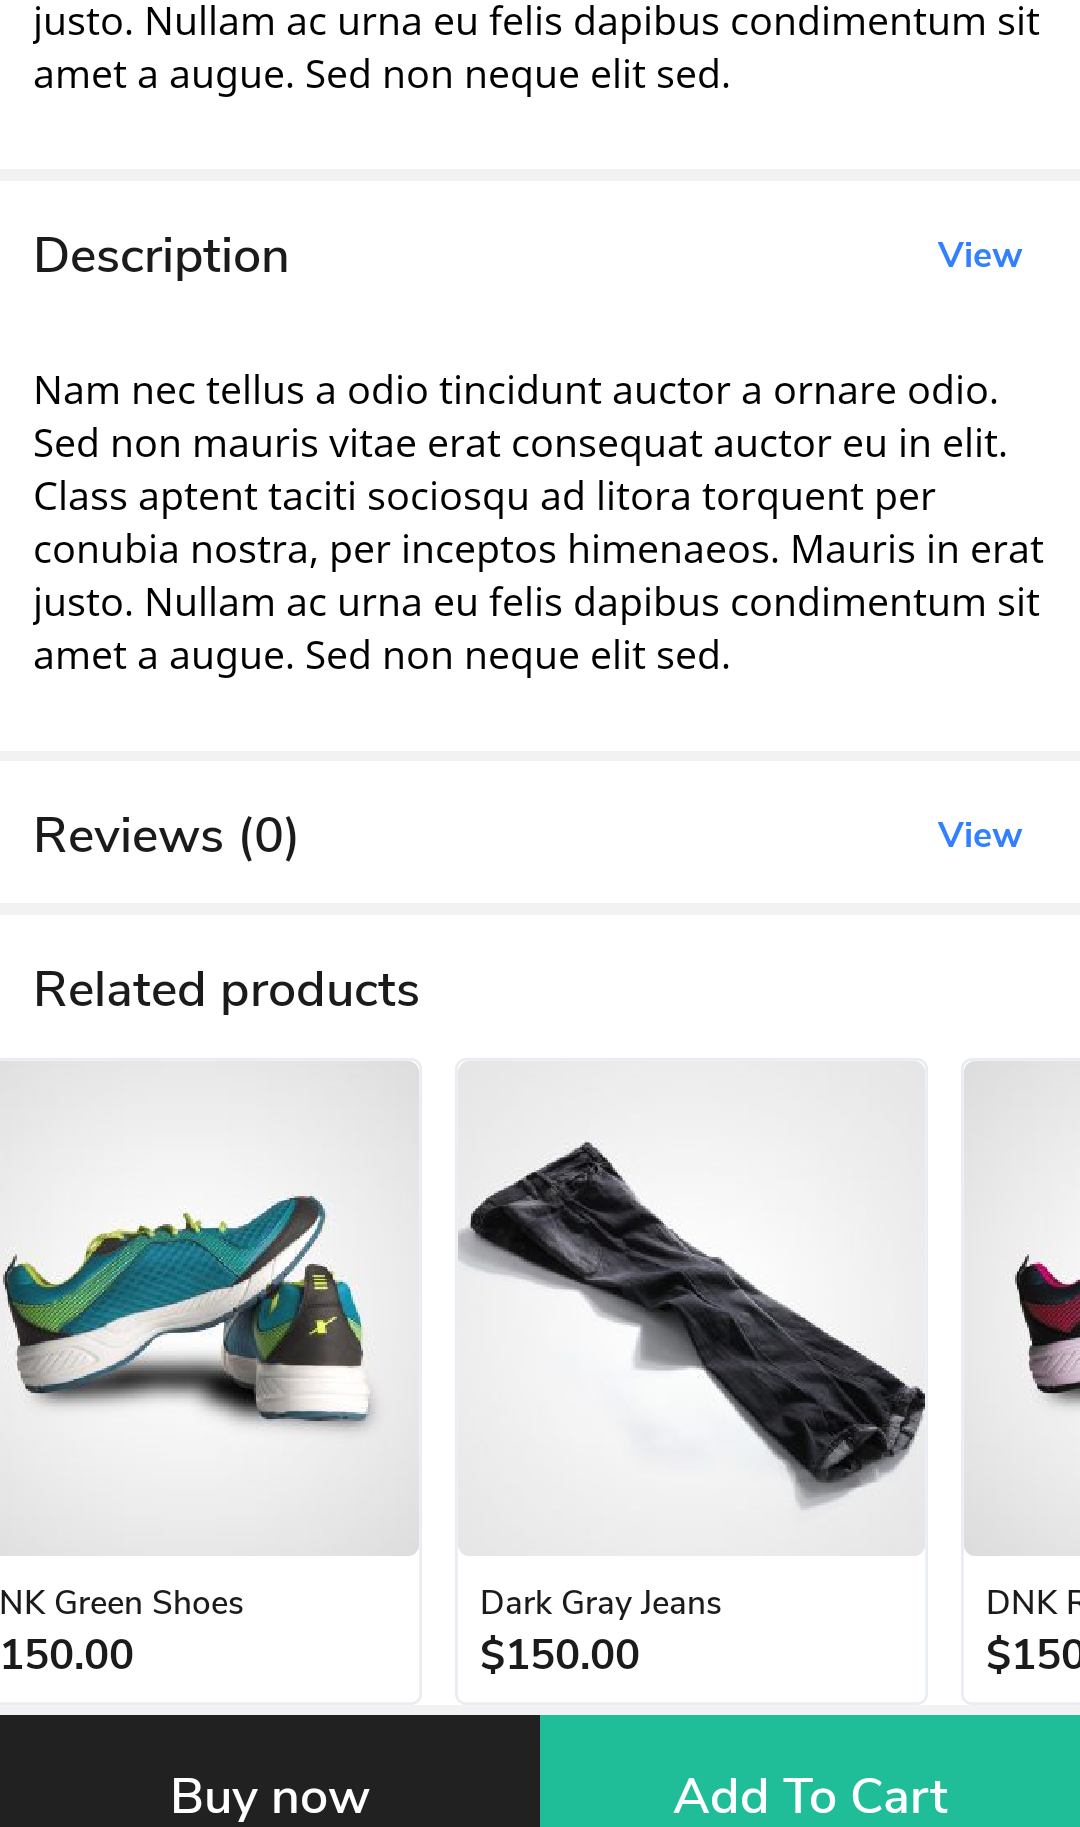 justo. Nullam ac urna eu felis dapibus condimentum sit
amet a augue. Sed non neque elit sed.
Description
View
Nam nec tellus a odio tincidunt auctor a ornare odio.
Sed non mauris vitae erat consequat auctor eu in elit.
Class aptent taciti sociosqu ad litora torquent per
conubia nostra, per inceptos himenaeos. Mauris in erat
justo. Nullam ac urna eu felis dapibus condimentum sit
amet a augue. Sed non neque elit sed.
Reviews (0)
View
Related products
NK Green Shoes
150.00
Dark Gray Jeans
$150.00
DNK
$150
Buy now
Add To Cart